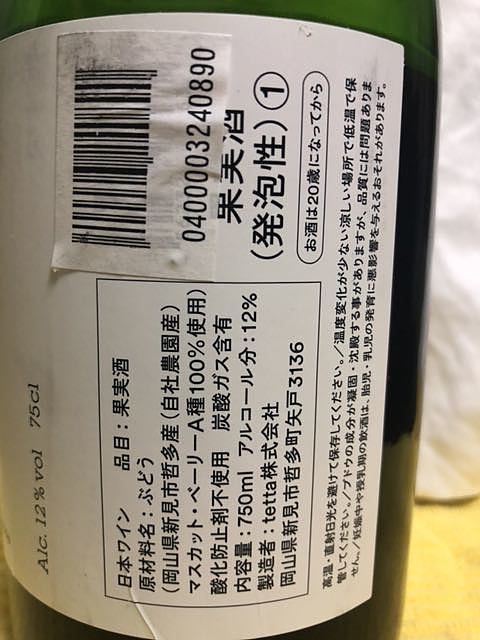 0400003240890
果実酒
(発泡性)①
お酒は20歳になってから
日本ワイン 品目:果実酒
原材料名:ぶどう
(岡山県新見市哲多産(自社農園産)
マスカット・ベーリーA種100%使用)
酸化防止剤不使用 炭酸ガス含有
内容量:750ml アルコール分:12%
製造者:tetta株式会社
岡山県新見市哲多町矢戸3136
高温・直射日光を避けて保存してください。/温度変化が少ない涼しい場所で低温で保
管してください。/ブドウの成分が凝固・沈殿する事がありますが、品質には問題ありま
せん。/妊娠中や授乳期の飲酒は、胎児・乳児の発育に悪影響を与えるおそれがあります。
Alc. 12% vol 75cl